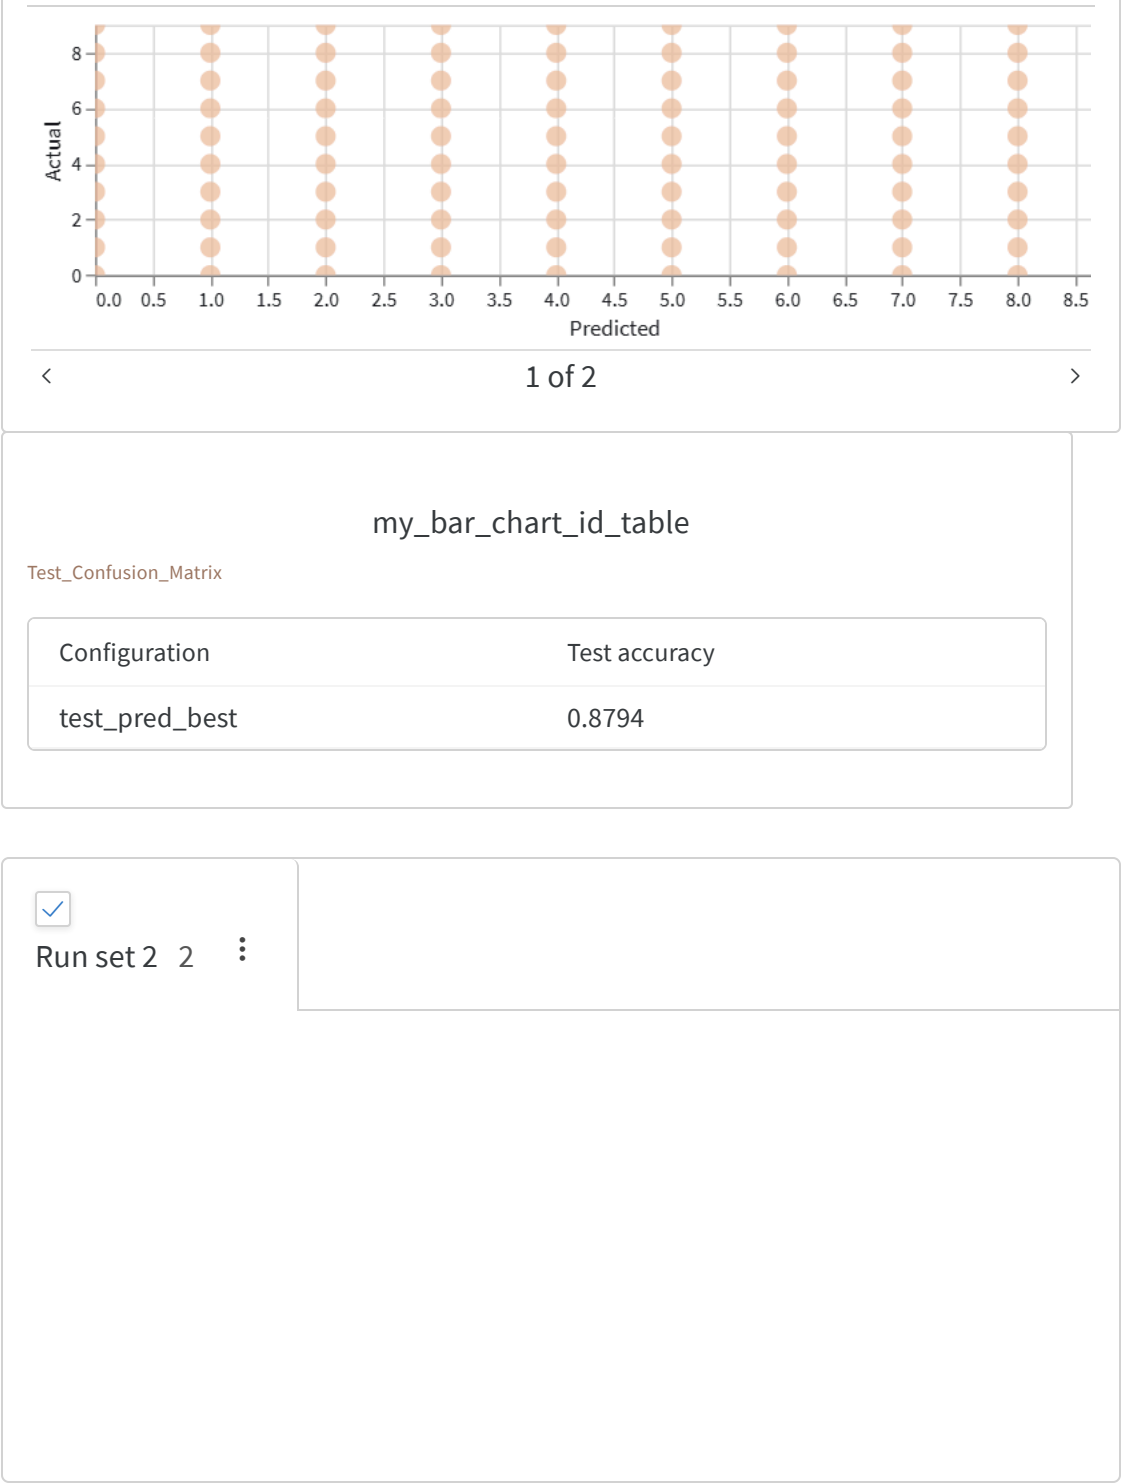 8
6
4
2
0
Actual
0.0 0.5 1.0 1.5 2.0 2.5 3.0 3.5 4.0 4.5 5.0 5.5 6.0 6.5 7.0 7.5 8.0 8.5
Predicted
1 of 2
my_bar_chart_id_table
Test_Confusion_Matrix
Configuration Test accuracy
test_pred_best 0.8794
Run set 2 2